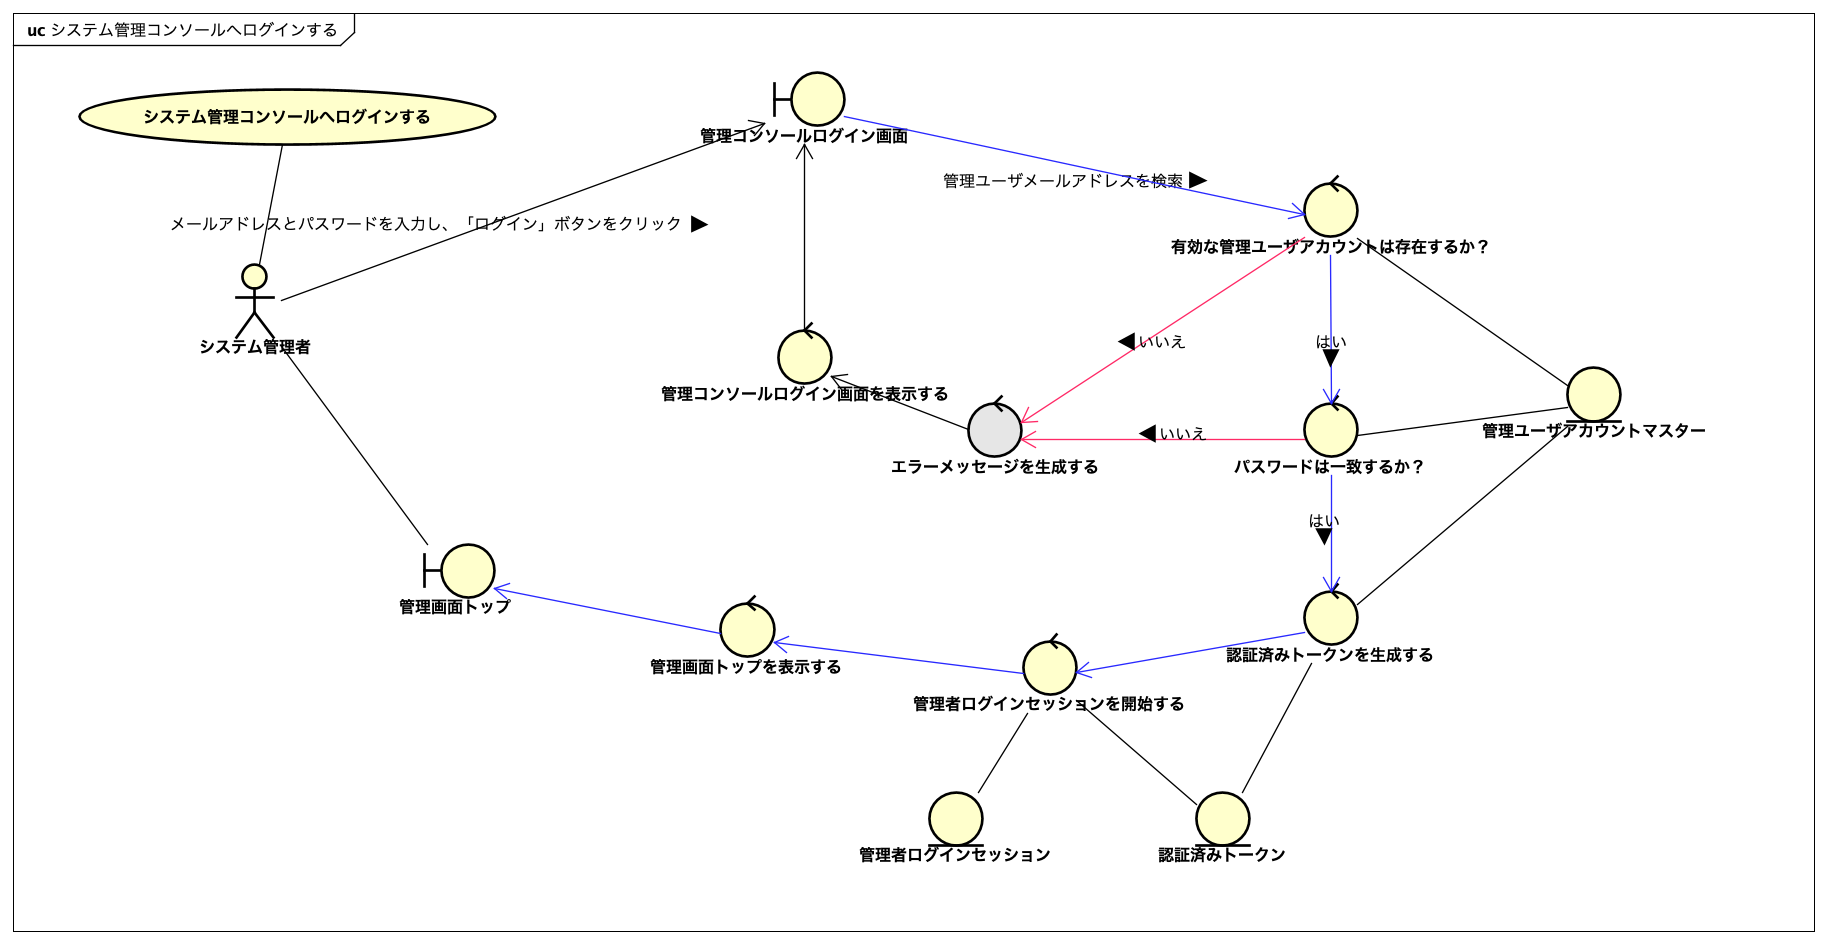 uc システム管理コンソールへログインする
システム管理コンソールへログインする
管理コンソールログイン画面
管理ユーザメールアドレスを検索
メールアドレスとパスワードを入力し、「ログイン」ボタンをクリック
有効な管理ユーザアカウントは存在するか？
システム管理者
いいえ
はい
管理コンソールログイン画面を表示する
管理ユーザアカウントマスター
いいえ
エラーメッセージを生成する
パスワードは一致するか？
はい
管理画面トップ
管理画面トップを表示する
認証済みトークンを生成する
管理者ログインセッションを開始する
管理者ログインセッション
認証済みトークン